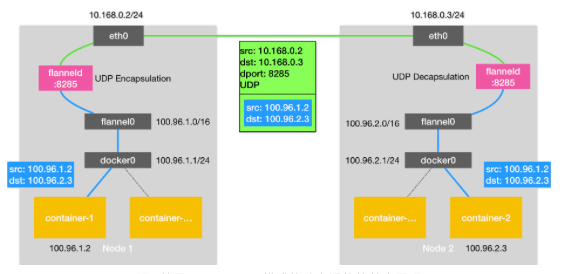 10.168.0.2/24
10.168.0.3/24
eth0
eth0
src: 10.168.0.2
dst: 10.168.0.3
dport: 8285
UDP
src: 100.96.1.2
dst: 100.96.2.3
flanneld
:8285
UDP Encapsulation
UDP Decapsulation
flanneld
:8285
flannel0
100.96.1.0/16
100.96.2.0/16
flannel0
docker0
100.96.1.1/24
100.96.2.1/24
docker0
src: 100.96.1.2
dst: 100.96.2.3
src: 100.96.1.2
dst: 100.96.2.3
container-1
container-...
container-...
container-2
100.96.1.2
Node 1
Node 2
100.96.2.3